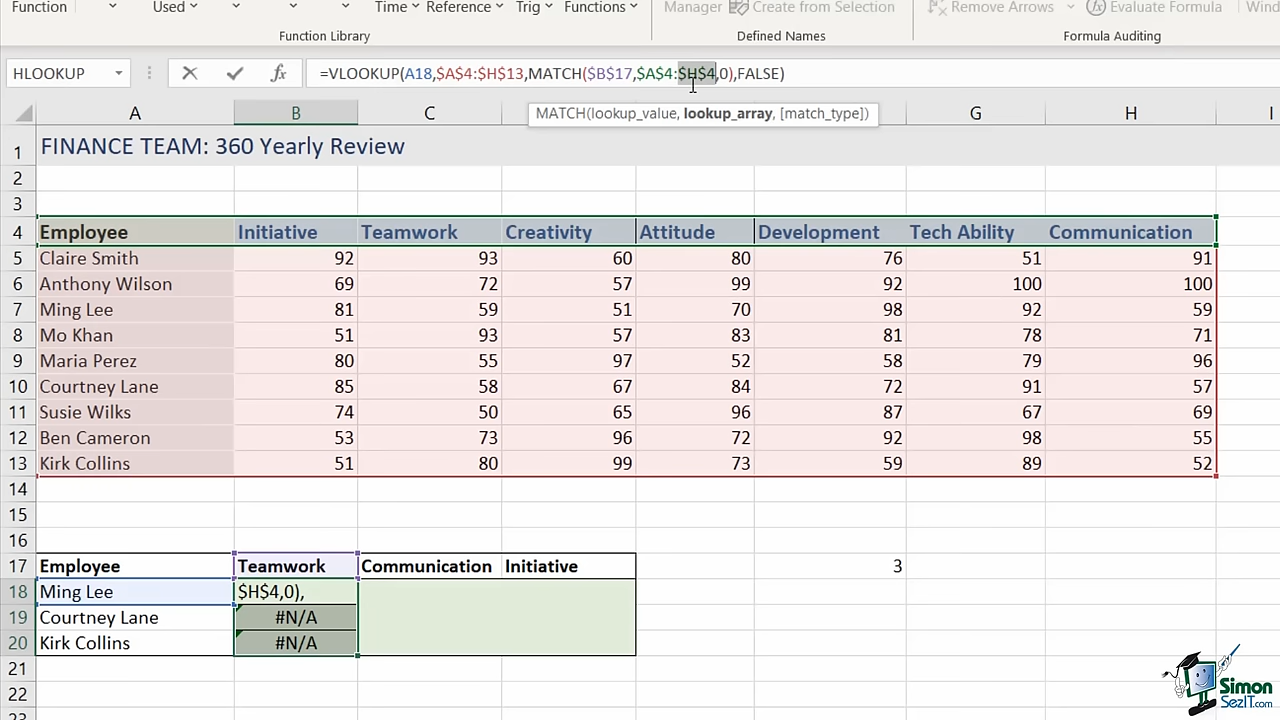 Function Used Time Reference Trig Functions Manager Create from Selection Remove Arrows Evaluate Formula Wind
Function Library Defined Names Formula Auditing
HLOOKUP fx =VLOOKUP(A18,$A$4:$H$13,MATCH($B$17,$A$4:$H$4,0),FALSE)
MATCH(lookup_value, lookup_array, [match_type])
A B C G H I
1 FINANCE TEAM: 360 Yearly Review
2
3
4 Employee Initiative Teamwork Creativity Attitude Development Tech Ability Communication
5 Claire Smith 92 93 60 80 76 51 91
6 Anthony Wilson 69 72 57 99 92 100 100
7 Ming Lee 81 59 51 70 98 92 59
8 Mo Khan 51 93 57 83 81 78 71
9 Maria Perez 80 55 97 52 58 79 96
10 Courtney Lane 85 58 67 84 72 91 57
11 Susie Wilks 74 50 65 96 87 67 69
12 Ben Cameron 53 73 96 72 92 98 55
13 Kirk Collins 51 80 99 73 59 89 52
14
15
16
17 Employee Teamwork Communication Initiative 3
18 Ming Lee $H$4,0),
19 Courtney Lane #N/A
20 Kirk Collins #N/A
21
22
23
Simon
SezIT.com